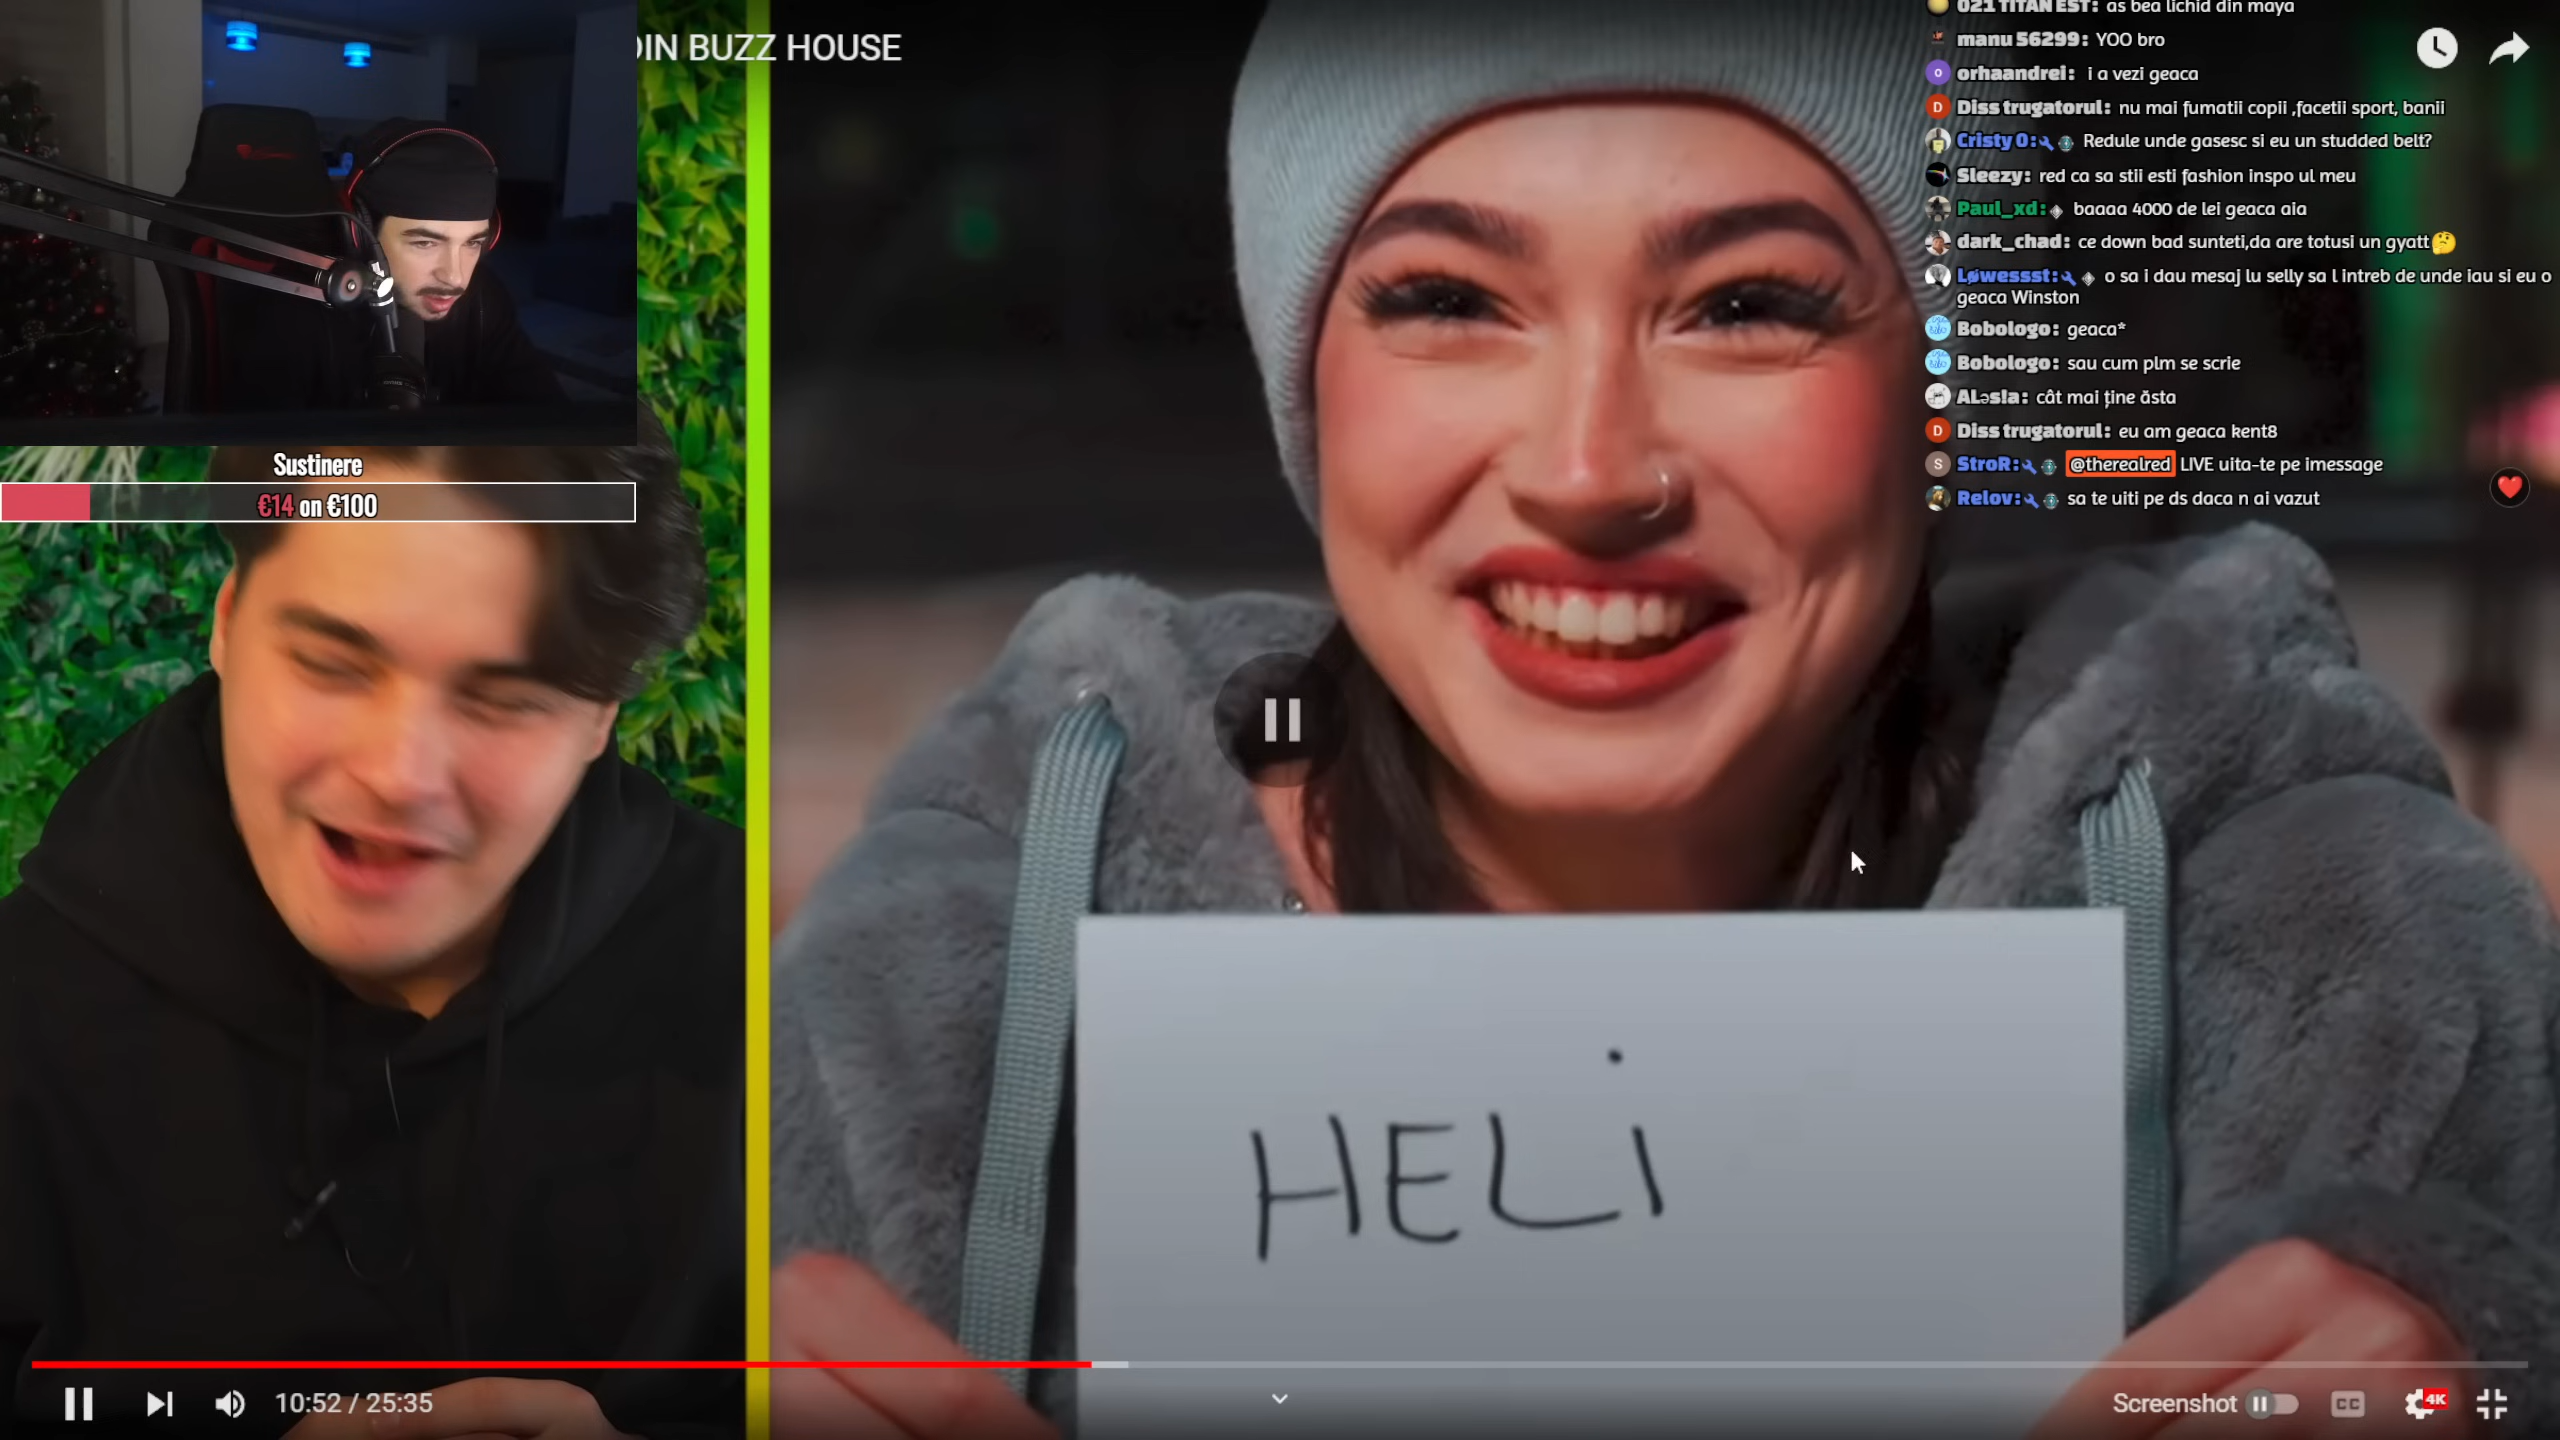 IN BUZZ HOUSE
021 TITAN EST: as bea lichid din maya
manu 56299: YOO bro
orhaandrei: i a vezi geaca
Diss trugatorul: nu mai fumatii copii ,facetii sport, banii
Cristy 0: Redule unde gasesc si eu un studded belt?
Sleezy: red ca sa stii esti fashion inspo ul meu
Paul_xd: baaaa 4000 de lei geaca aia
dark_chad: ce down bad sunteti,da are totusi un gyatt🤔
Løwessst: o sa i dau mesaj lu selly sa l intreb de unde iau si eu o
geaca Winston
Bobologo: geaca*
Bobologo: sau cum plm se scrie
ALəs!a: cât mai ține ăsta
Diss trugatorul: eu am geaca kent8
StroR: @therealred LIVE uita-te pe imessage
Relov: sa te uiti pe ds daca n ai vazut
Sustinere
€14 on €100
HELi
10:52 / 25:35
Screenshot
CC
4K